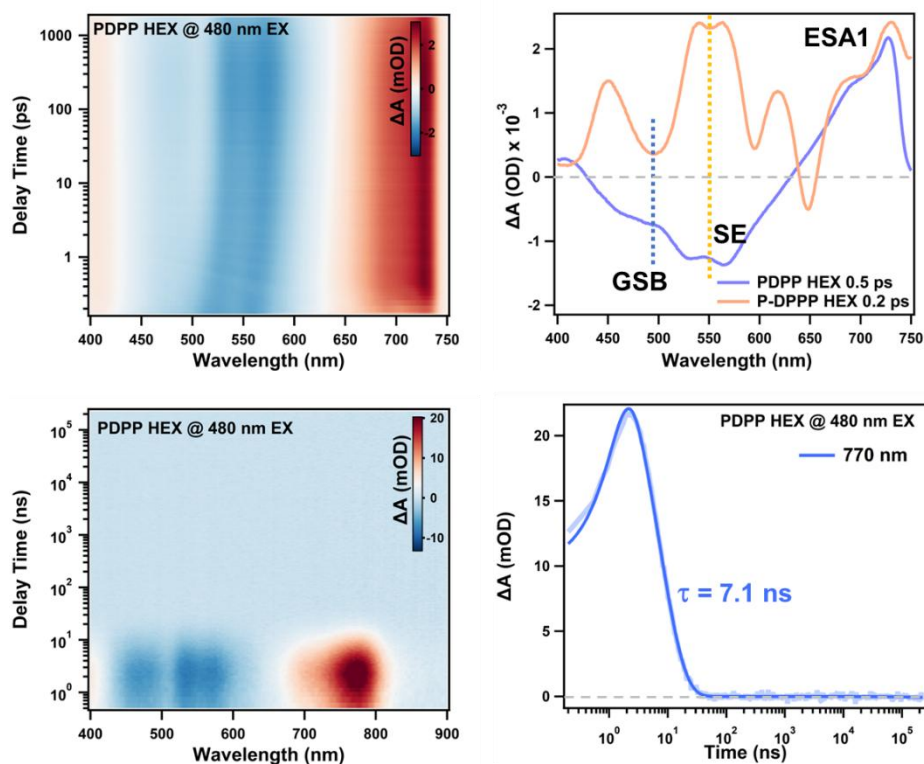 PDPP HEX @ 480 nm EX
1000
100
10
1
Delay Time (ps)
2
0
-2
ΔA (mOD)
400 450 500 550 600 650 700 750
Wavelength (nm)
2
1
0
-1
-2
ΔA (OD) x 10⁻³
ESA1
SE
GSB
PDPP HEX 0.5 ps
P-DPPP HEX 0.2 ps
400 450 500 550 600 650 700 750
Wavelength (nm)
PDPP HEX @ 480 nm EX
10⁵
10⁴
10³
10²
10¹
10⁰
Delay Time (ns)
20
10
0
-10
ΔA (mOD)
400 500 600 700 800 900
Wavelength (nm)
PDPP HEX @ 480 nm EX
770 nm
20
15
10
5
0
ΔA (mOD)
τ = 7.1 ns
10⁰ 10¹ 10² 10³ 10⁴ 10⁵
Time (ns)